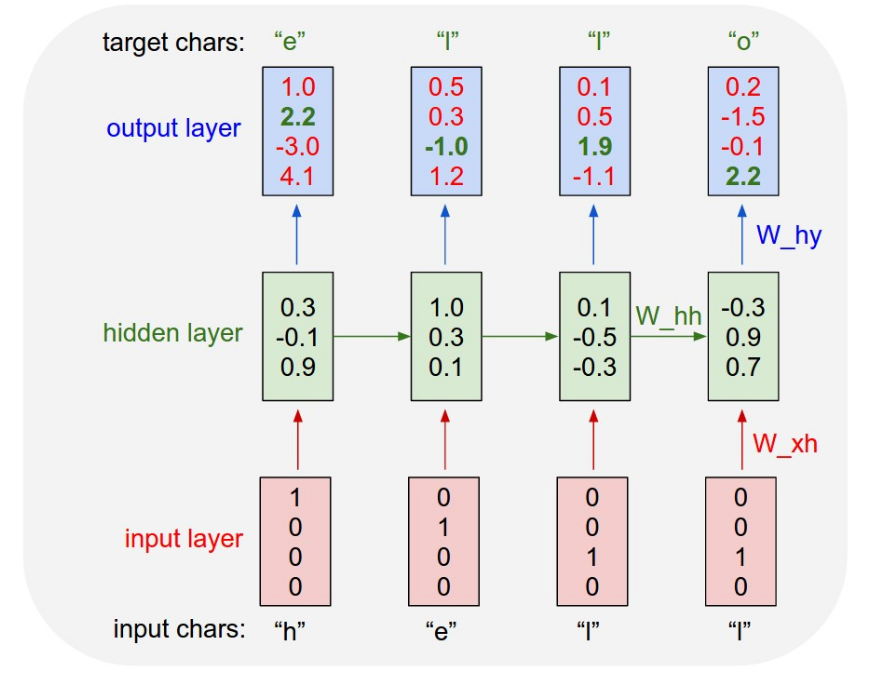 target chars: “e” “l” “l” “o”
output layer
1.0 0.5 0.1 0.2
2.2 0.3 0.5 -1.5
-3.0 -1.0 1.9 -0.1
4.1 1.2 -1.1 2.2
W_hy
hidden layer
0.3 1.0 0.1 -0.3
-0.1 0.3 -0.5 0.9
0.9 0.1 -0.3 0.7
W_hh
W_xh
input layer
1 0 0 0
0 1 0 0
0 0 1 1
0 0 0 0
input chars: “h” “e” “l” “l”